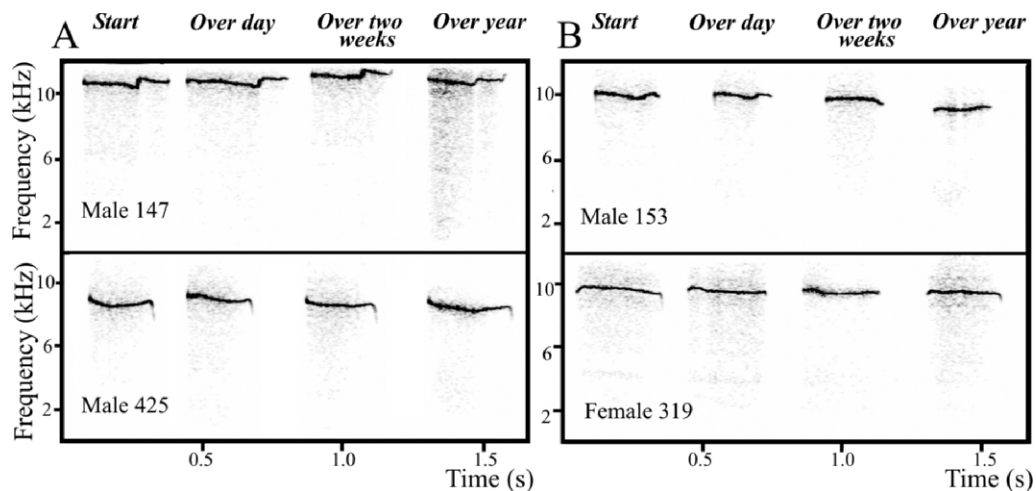 A
Start
Over day
Over two
weeks
Over year
B
Start
Over day
Over two
weeks
Over year
Frequency (kHz)
10
6
2
Male 147
10
6
2
Male 153
Frequency (kHz)
10
6
2
Male 425
10
6
2
Female 319
0.5
1.0
1.5
Time (s)
0.5
1.0
1.5
Time (s)